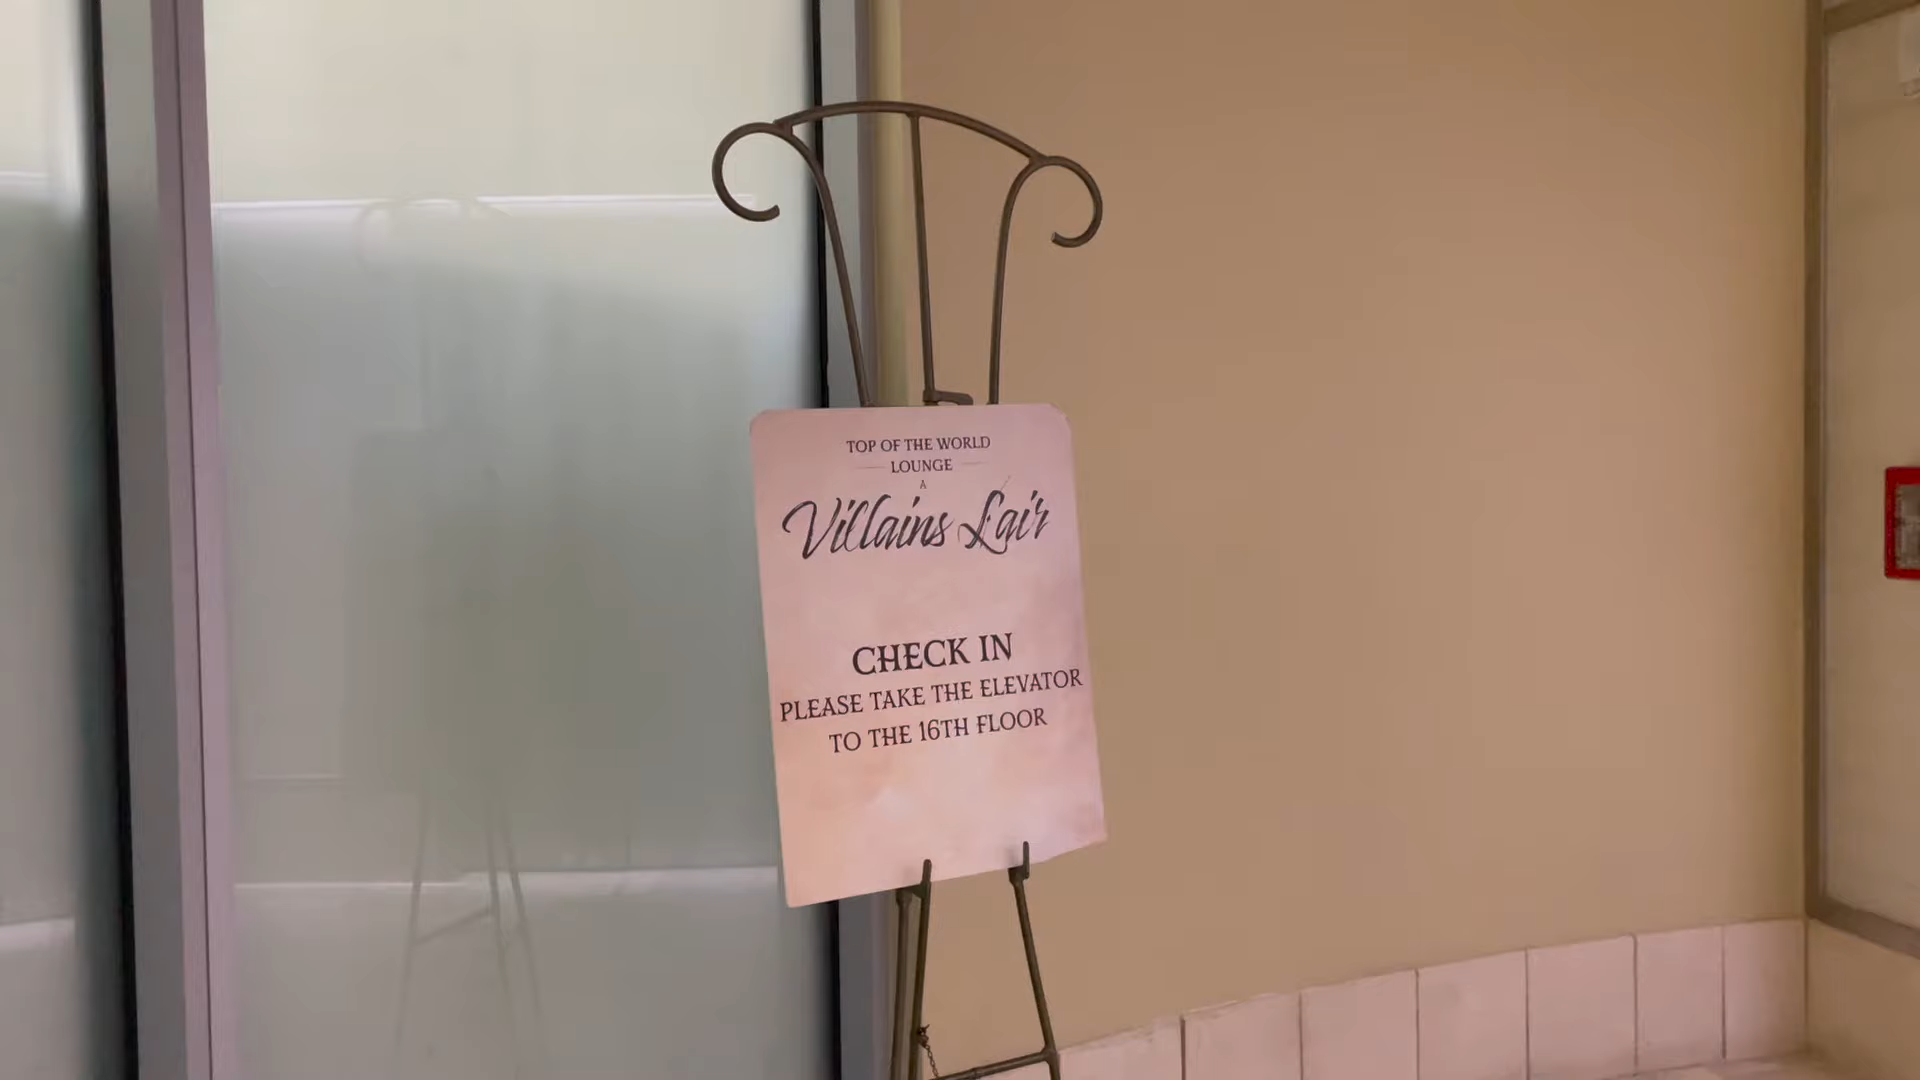 TOP OF THE WORLD
LOUNGE
A
Villains Lair
CHECK IN
PLEASE TAKE THE ELEVATOR
TO THE 16TH FLOOR